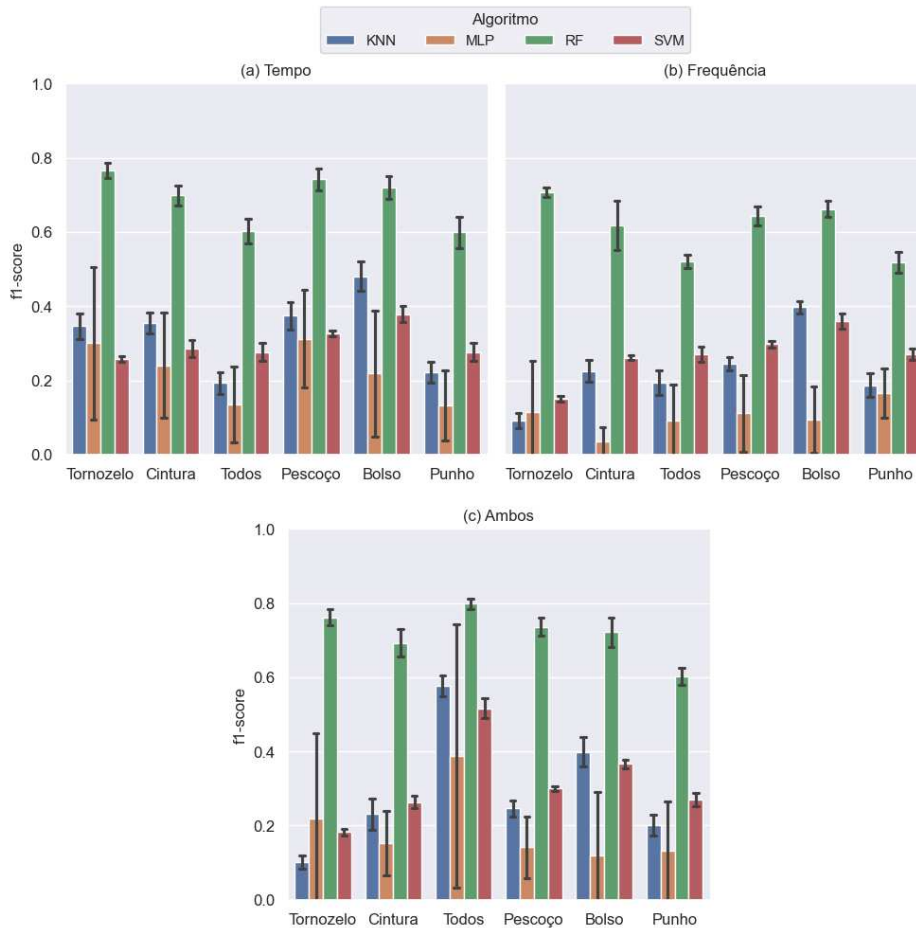 Algoritmo
KNN MLP RF SVM
(a) Tempo
(b) Frequência
f1-score
1.0
0.8
0.6
0.4
0.2
0.0
Tornozelo Cintura Todos Pescoço Bolso Punho
Tornozelo Cintura Todos Pescoço Bolso Punho
(c) Ambos
f1-score
1.0
0.8
0.6
0.4
0.2
0.0
Tornozelo Cintura Todos Pescoço Bolso Punho